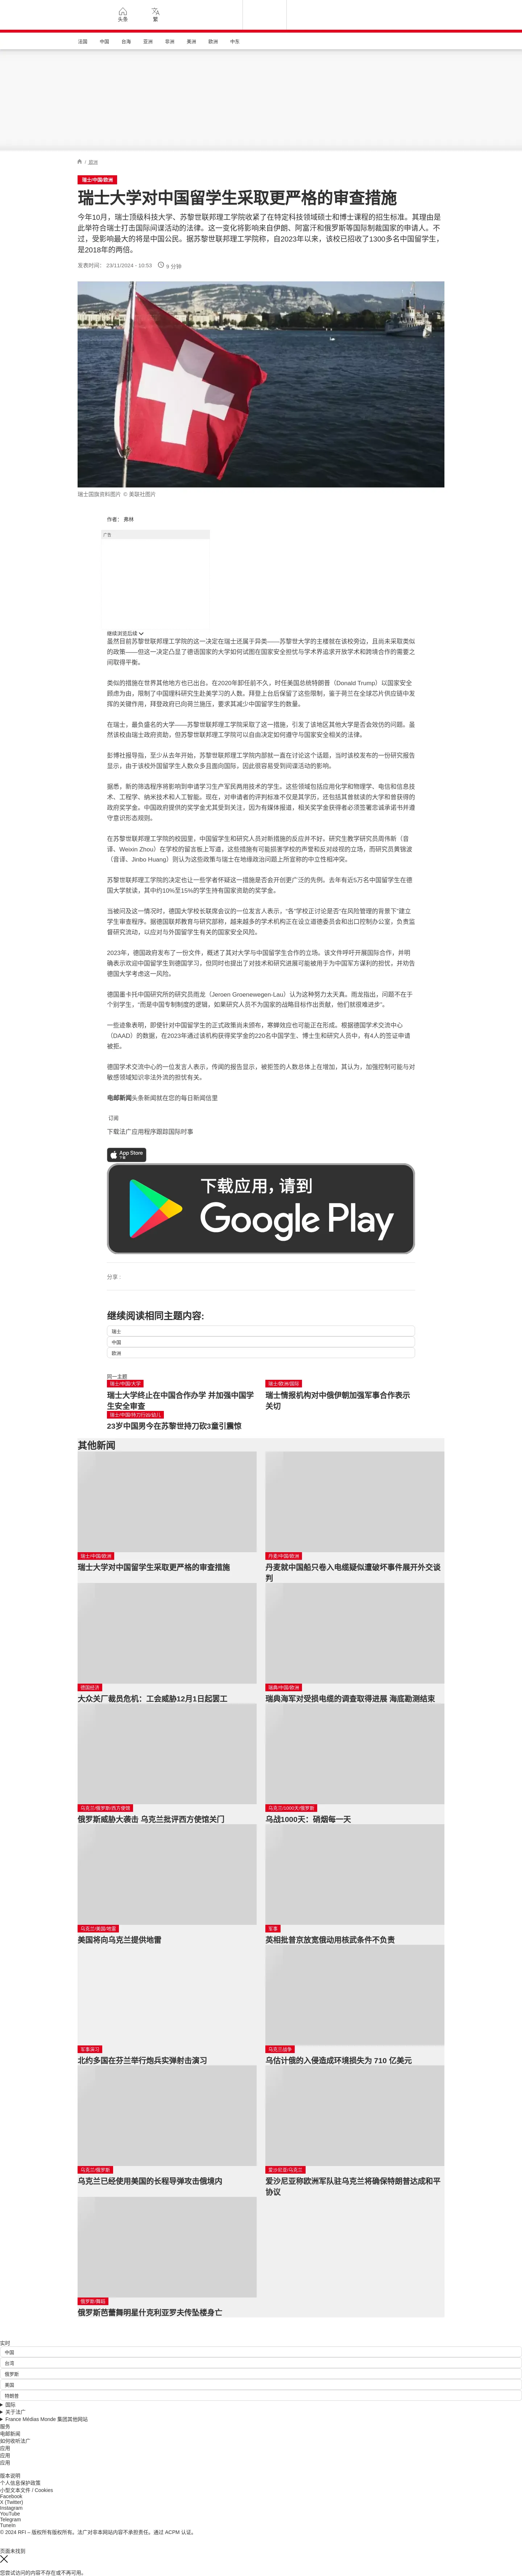 头条
繁
法国
中国
台海
亚洲
非洲
美洲
欧洲
中东
/ 欧洲
瑞士/中国/欧洲
瑞士大学对中国留学生采取更严格的审查措施
今年10月，瑞士顶级科技大学、苏黎世联邦理工学院收紧了在特定科技领域硕士和博士课程的招生标准。其理由是
此举符合瑞士打击国际间谍活动的法律。这一变化将影响来自伊朗、阿富汗和俄罗斯等国际制裁国家的申请人。不
过，受影响最大的将是中国公民。据苏黎世联邦理工学院称，自2023年以来，该校已招收了1300多名中国留学生，
是2018年的两倍。
发表时间： 23/11/2024 - 10:53 9 分钟
瑞士国旗资料图片 © 美联社图片
作者： 弗林
广告
继续浏览后续
虽然目前苏黎世联邦理工学院的这一决定在瑞士还属于异类——苏黎世大学的主楼就在该校旁边，且尚未采取类似
的政策——但这一决定凸显了德语国家的大学如何试图在国家安全担忧与学术界追求开放学术和跨境合作的需要之
间取得平衡。
类似的措施在世界其他地方也已出台，在2020年卸任前不久，时任美国总统特朗普（Donald Trump）以国家安全
顾虑为由，限制了中国理科研究生赴美学习的人数。拜登上台后保留了这些限制，鉴于荷兰在全球芯片供应链中发
挥的关键作用，拜登政府已向荷兰施压，要求其减少中国留学生的数量。
在瑞士，最负盛名的大学——苏黎世联邦理工学院采取了这一措施，引发了该地区其他大学是否会效仿的问题。虽
然该校由瑞士政府资助，但苏黎世联邦理工学院可以自由决定如何遵守与国家安全相关的法律。
彭博社报导指，至少从去年开始，苏黎世联邦理工学院内部就一直在讨论这个话题，当时该校发布的一份研究报告
显示，由于该校外国留学生人数众多且面向国际，因此很容易受到间谍活动的影响。
据悉，新的筛选程序将影响到申请学习生产军民两用技术的学生。这些领域包括应用化学和物理学、电信和信息技
术、工程学、纳米技术和人工智能。现在，对申请者的评判标准不仅是其学历，还包括其曾就读的大学和曾获得的
政府奖学金。中国政府提供的奖学金尤其受到关注，因为有媒体报道，相关奖学金获得者必须签署忠诚承诺书并遵
守意识形态规则。
在苏黎世联邦理工学院的校园里，中国留学生和研究人员对新措施的反应并不好。研究生教学研究员周伟新（音
译、Weixin Zhou）在学校的留言板上写道，这些措施有可能损害学校的声誉和反对歧视的立场，而研究员黄锦波
（音译、Jinbo Huang）则认为这些政策与瑞士在地缘政治问题上所宣称的中立性相冲突。
苏黎世联邦理工学院的决定也让一些学者怀疑这一措施是否会开创更广泛的先例。去年有近5万名中国留学生在德
国大学就读，其中约10%至15%的学生持有国家资助的奖学金。
当被问及这一情况时，德国大学校长联席会议的一位发言人表示，“各”学校正讨论是否“在风险管理的背景下”建立
学生审查程序。据德国联邦教育与研究部称，越来越多的学术机构正在设立道德委员会和出口控制办公室，负责监
督研究活动，以应对与外国留学生有关的国家安全风险。
2023年，德国政府发布了一份文件，概述了其对大学与中国留学生合作的立场。该文件呼吁开展国际合作，并明
确表示欢迎中国留学生到德国学习，但同时也提出了对技术和研究进展可能被用于为中国军方谋利的担忧，并劝告
德国大学考虑这一风险。
德国墨卡托中国研究所的研究员雨龙（Jeroen Groenewegen-Lau）认为这种努力太天真。雨龙指出，问题不在于
个别学生，“而是中国专制制度的逻辑，如果研究人员不为国家的战略目标作出贡献，他们就很难进步”。
一些迹象表明，即便针对中国留学生的正式政策尚未颁布，寒蝉效应也可能正在形成。根据德国学术交流中心
（DAAD）的数据，在2023年通过该机构获得奖学金的220名中国学生、博士生和研究人员中，有4人的签证申请
被拒。
德国学术交流中心的一位发言人表示，传闻的报告显示，被拒签的人数总体上在增加，其认为，加强控制可能与对
敏感领域知识非法外流的担忧有关。
电邮新闻头条新闻就在您的每日新闻信里
订阅
下载法广应用程序跟踪国际时事
App Store
下载应用，请到
Google Play
分享 :
继续阅读相同主题内容:
瑞士
中国
欧洲
同一主题
瑞士/中国/大学
瑞士大学终止在中国合作办学 并加强中国学
生安全审查
瑞士/欧洲/国际
瑞士情报机构对中俄伊朝加强军事合作表示
关切
瑞士/中国/持刀行凶/幼儿
23岁中国男今在苏黎世持刀砍3童引震惊
其他新闻
瑞士/中国/欧洲
瑞士大学对中国留学生采取更严格的审查措施
丹麦/中国/欧洲
丹麦就中国船只卷入电缆疑似遭破坏事件展开外交谈
判
德国经济
大众关厂裁员危机：工会威胁12月1日起罢工
瑞典/中国/欧洲
瑞典海军对受损电缆的调查取得进展 海底勘测结束
乌克兰/俄罗斯/西方使馆
俄罗斯威胁大袭击 乌克兰批评西方使馆关门
乌克兰/1000天/俄罗斯
乌战1000天：硝烟每一天
乌克兰/美国/地雷
美国将向乌克兰提供地雷
军事
英相批普京放宽俄动用核武条件不负责
军事演习
北约多国在芬兰举行炮兵实弹射击演习
乌克兰战争
乌估计俄的入侵造成环境损失为 710 亿美元
乌克兰/俄罗斯
乌克兰已经使用美国的长程导弹攻击俄境内
爱沙尼亚/乌克兰
爱沙尼亚称欧洲军队驻乌克兰将确保特朗普达成和平
协议
俄罗斯/舞蹈
俄罗斯芭蕾舞明星什克利亚罗夫传坠楼身亡
实时
中国
台湾
俄罗斯
美国
特朗普
国际
关于法广
France Médias Monde 集团其他网站
服务
电邮新闻
如何收听法广
应用
应用
应用
版本说明
个人信息保护政策
小型文本文件 / Cookies
Facebook
X (Twitter)
Instagram
YouTube
Telegram
TuneIn
© 2024 RFI – 版权所有版权所有。法广对非本网站内容不承担责任。通过 ACPM 认证。
页面未找到
您尝试访问的内容不存在或不再可用。